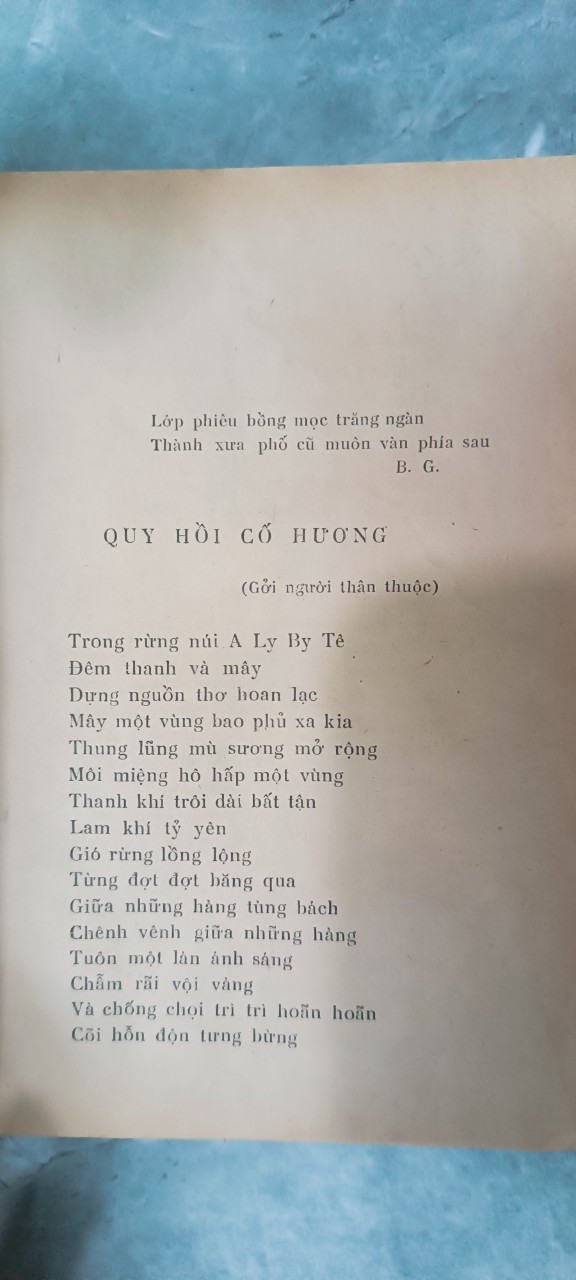 Lớp phiêu bồng mọc trăng ngàn
Thành xưa phố cũ muôn vàn phía sau
B. G.
QUY HỒI CỐ HƯƠNG
(Gởi người thân thuộc)
Trong rừng núi A Ly By Tê
Đêm thanh và mây
Dựng nguồn thơ hoan lạc
Mây một vùng bao phủ xa kia
Thung lũng mù sương mở rộng
Môi miệng hô hấp một vùng
Thanh khí trôi dài bất tận
Lam khí tỷ yên
Gió rừng lồng lộng
Từng đợt đợt băng qua
Giữa những hàng tùng bách
Chênh vênh giữa những hàng
Tuôn một làn ánh sáng
Chẫm rãi vội vàng
Và chống chọi trì trì hoãn hoãn
Cõi hỗn độn tưng bừng